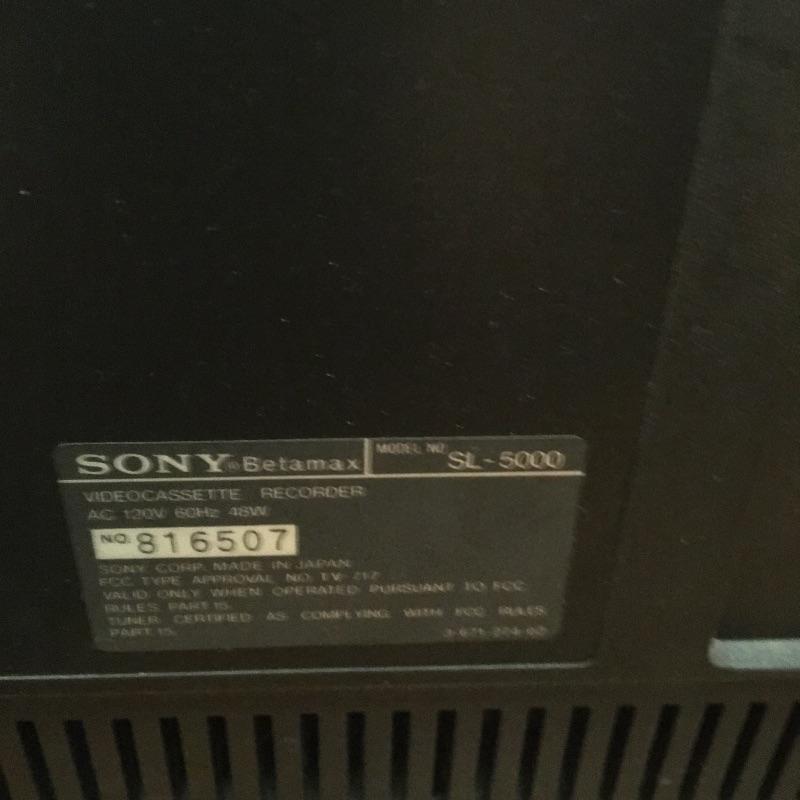 SONY® Betamax MODEL NO. SL-5000
VIDEOCASSETTE RECORDER
AC 120V 60Hz 48W
NO. 816507
SONY CORP. MADE IN JAPAN
FCC TYPE APPROVAL NO. TV-
VALID ONLY WHEN OPERATED PURSUANT TO FCC
RULES PART 15.
TUNER CERTIFIED AS COMPLYING WITH FCC RULES
PART 15.